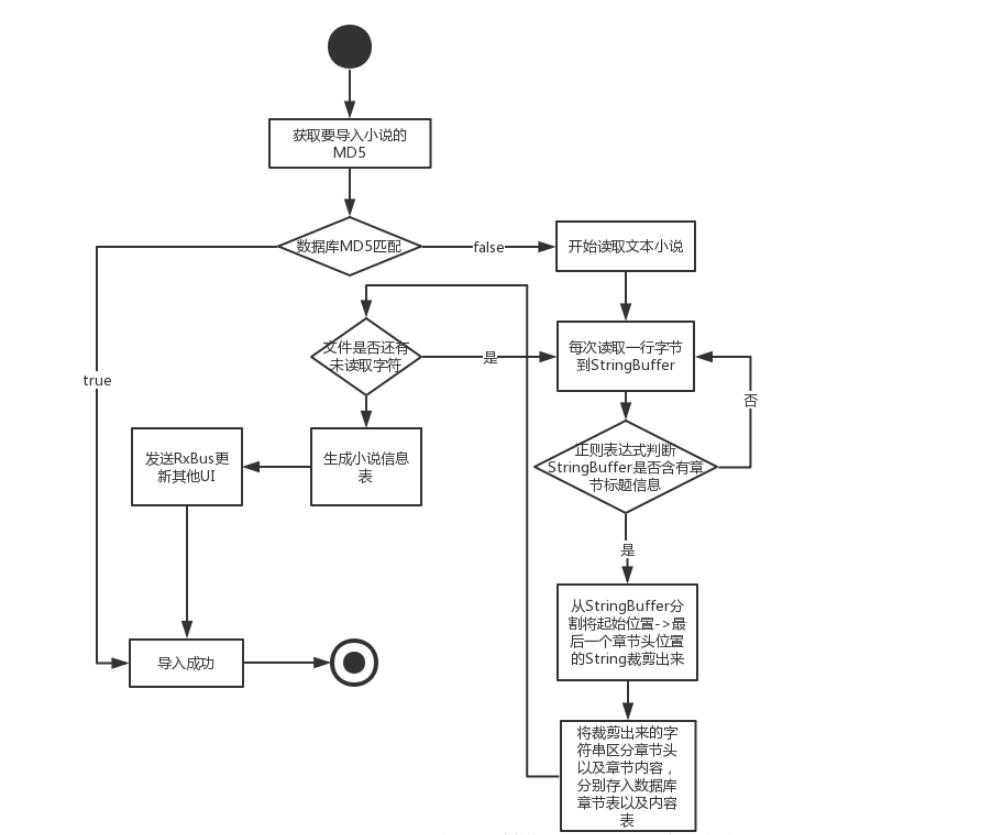 获取要导入小说的
MD5
数据库MD5匹配
false
开始读取文本小说
文件是否还有
未读取字符
是
每次读取一行字节
到StringBuffer
true
否
发送RxBus更
新其他UI
生成小说信息
表
正则表达式判断
StringBuffer是否含有章
节标题信息
是
从StringBuffer分
割将起始位置->最
后一个章节头位置
的String裁剪出来
导入成功
将裁剪出来的字
符串区分章节头
以及章节内容，
分别存入数据库
章节表以及内容
表